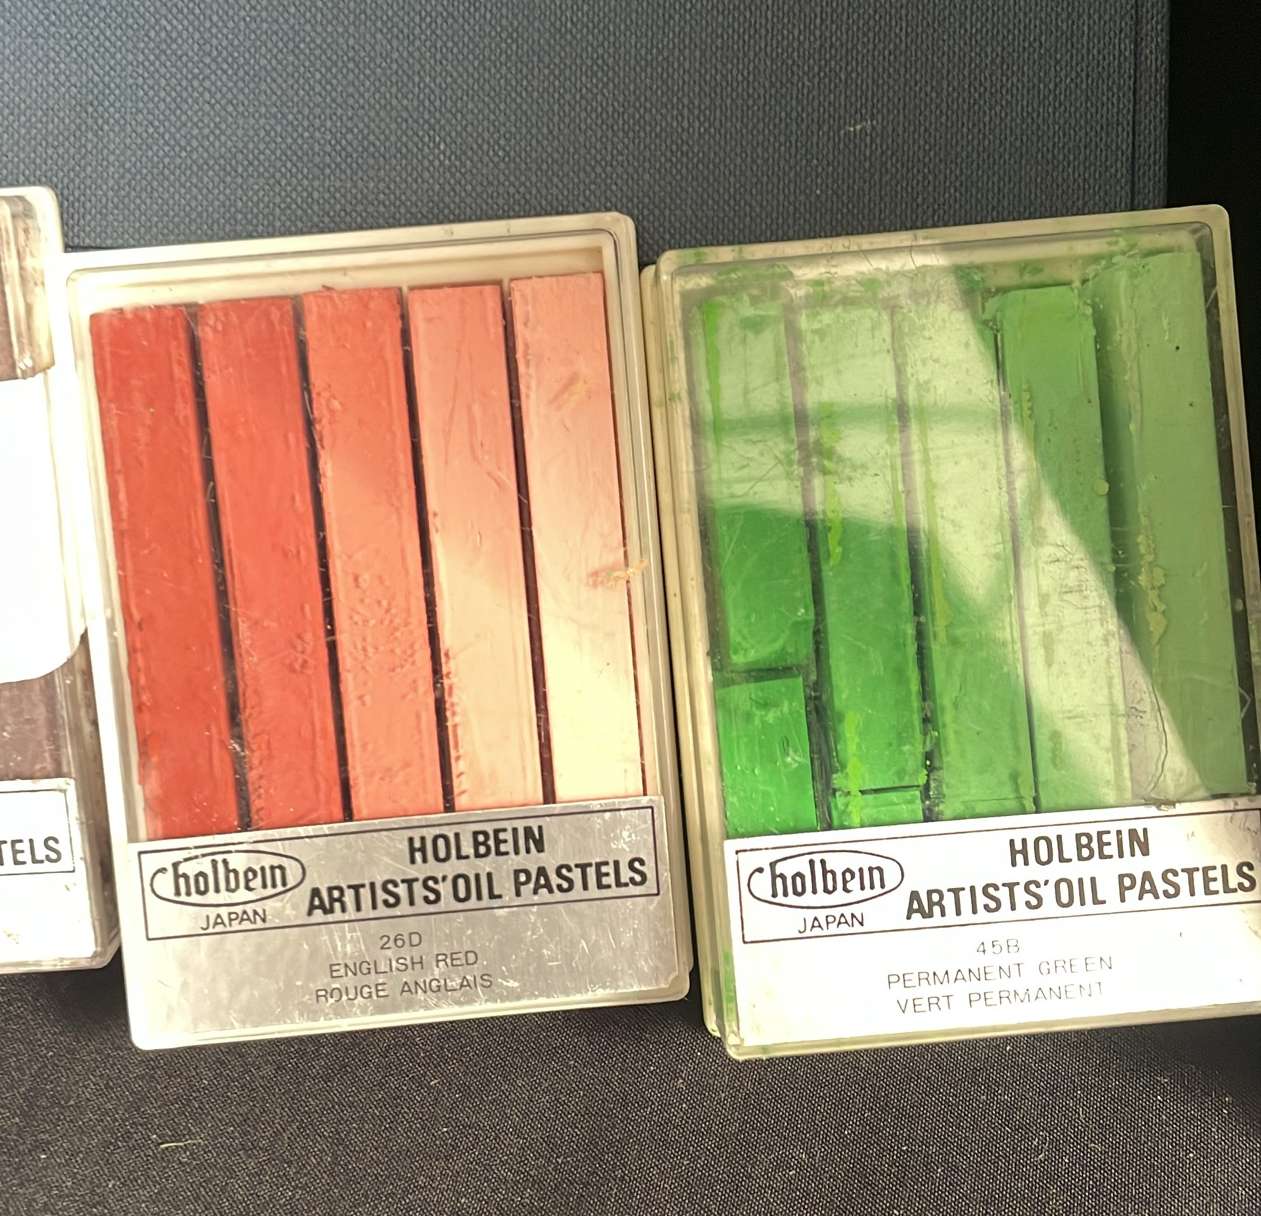 TELS
holbein
JAPAN
HOLBEIN
ARTISTS' OIL PASTELS
26D
ENGLISH RED
ROUGE ANGLAIS
holbein
JAPAN
HOLBEIN
ARTISTS' OIL PASTELS
45B
PERMANENT GREEN
VERT PERMANENT